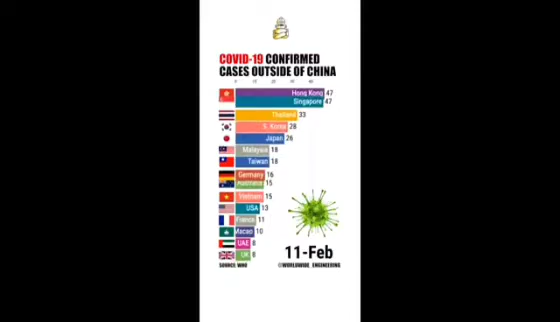 COVID-19 CONFIRMED
CASES OUTSIDE OF CHINA
Hong Kong 47
Singapore 47
Thailand 33
S. Korea 28
Japan 26
Malaysia 18
Taiwan 18
Germany 16
Australia 15
Vietnam 15
USA 13
France 11
Macao 10
UAE 8
UK 8
11-Feb
SOURCE: WHO
@WORLDWIDE_ENGINEERING